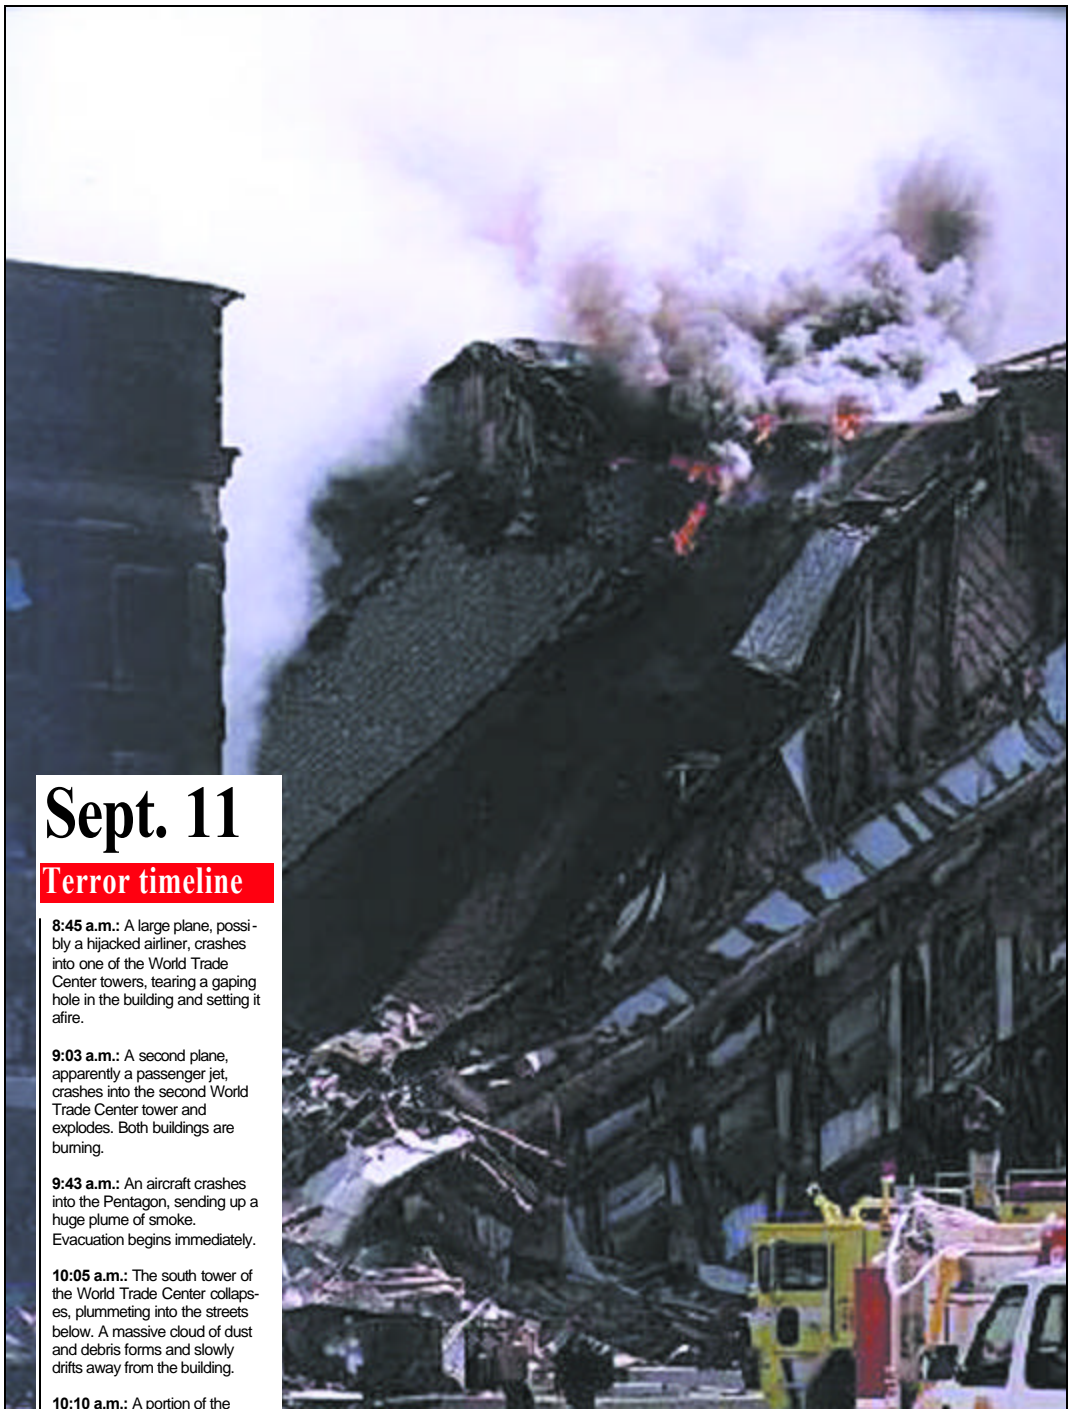 Sept. 11
Terror timeline
8:45 a.m.: A large plane, possi-
bly a hijacked airliner, crashes
into one of the World Trade
Center towers, tearing a gaping
hole in the building and setting it
afire.
9:03 a.m.: A second plane,
apparently a passenger jet,
crashes into the second World
Trade Center tower and
explodes. Both buildings are
burning.
9:43 a.m.: An aircraft crashes
into the Pentagon, sending up a
huge plume of smoke.
Evacuation begins immediately.
10:05 a.m.: The south tower of
the World Trade Center collaps-
es, plummeting into the streets
below. A massive cloud of dust
and debris forms and slowly
drifts away from the building.
10:10 a.m.: A portion of the